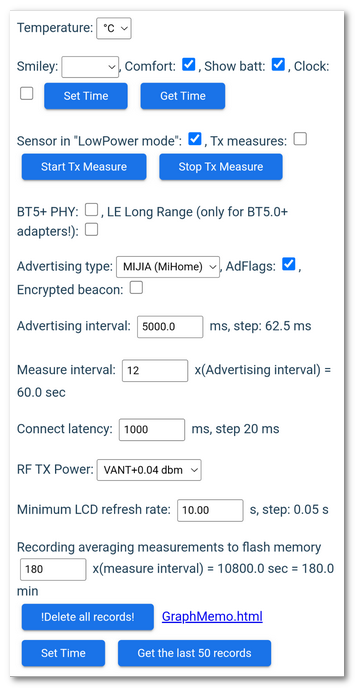 Temperature: °C
Smiley: , Comfort: , Show batt: , Clock:
Set Time Get Time
Sensor in "LowPower mode": , Tx measures:
Start Tx Measure Stop Tx Measure
BT5+ PHY: , LE Long Range (only for BT5.0+
adapters!):
Advertising type: MIJIA (MiHome) , AdFlags: ,
Encrypted beacon:
Advertising interval: 5000.0 ms, step: 62.5 ms
Measure interval: 12 x(Advertising interval) =
60.0 sec
Connect latency: 1000 ms, step 20 ms
RF TX Power: VANT+0.04 dbm
Minimum LCD refresh rate: 10.00 s, step: 0.05 s
Recording averaging measurements to flash memory
180 x(measure interval) = 10800.0 sec = 180.0
min
!Delete all records! GraphMemo.html
Set Time Get the last 50 records